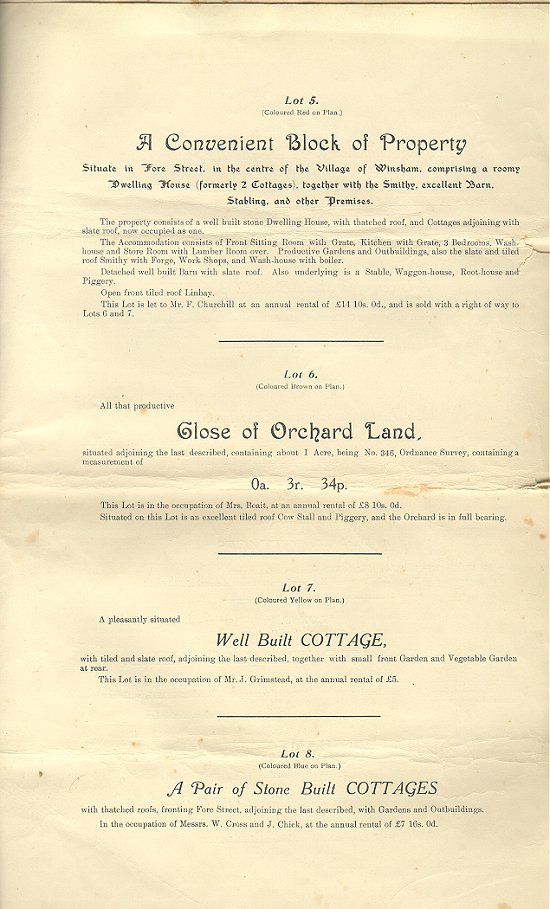 Lot 5.
(Coloured Red on Plan.)
A Convenient Block of Property
Situate in Fore Street, in the centre of the Village of Winsham, comprising a roomy
Dwelling House (formerly 2 Cottages), together with the Smithy, excellent Barn,
Stabling, and other Premises.
The property consists of a well built stone Dwelling House, with thatched roof, and Cottages adjoining with
slate roof, now occupied as one.
The Accommodation consists of Front Sitting Room with Grate, Kitchen with Grate, 3 Bedrooms, Wash-
house and Store Room with Lumber Room over. Productive Gardens and Outbuildings, also the slate and tiled
roof Smithy with Forge, Work Shops, and Wash-house with boiler.
Detached well built Barn with slate roof. Also underlying is a Stable, Waggon-house, Root-house and
Piggery.
Open front tiled roof Linhay.
This Lot is let to Mr. F. Churchill at an annual rental of £14 10s. 0d., and is sold with a right of way to
Lots 6 and 7.
Lot 6.
(Coloured Brown on Plan.)
All that productive
Close of Orchard Land,
situated adjoining the last described, containing about 1 Acre, being No. 346, Ordnance Survey, containing a
measurement of
0a. 3r. 34p.
This Lot is in the occupation of Mrs. Boait, at an annual rental of £8 10s. 0d.
Situated on this Lot is an excellent tiled roof Cow Stall and Piggery, and the Orchard is in full bearing.
Lot 7.
(Coloured Yellow on Plan.)
A pleasantly situated
Well Built COTTAGE,
with tiled and slate roof, adjoining the last described, together with small front Garden and Vegetable Garden
at rear.
This Lot is in the occupation of Mr. J. Grimstead, at the annual rental of £5.
Lot 8.
(Coloured Blue on Plan.)
A Pair of Stone Built COTTAGES
with thatched roofs, fronting Fore Street, adjoining the last described, with Gardens and Outbuildings.
In the occupation of Messrs. W. Cross and J. Chick, at the annual rental of £7 16s. 0d.